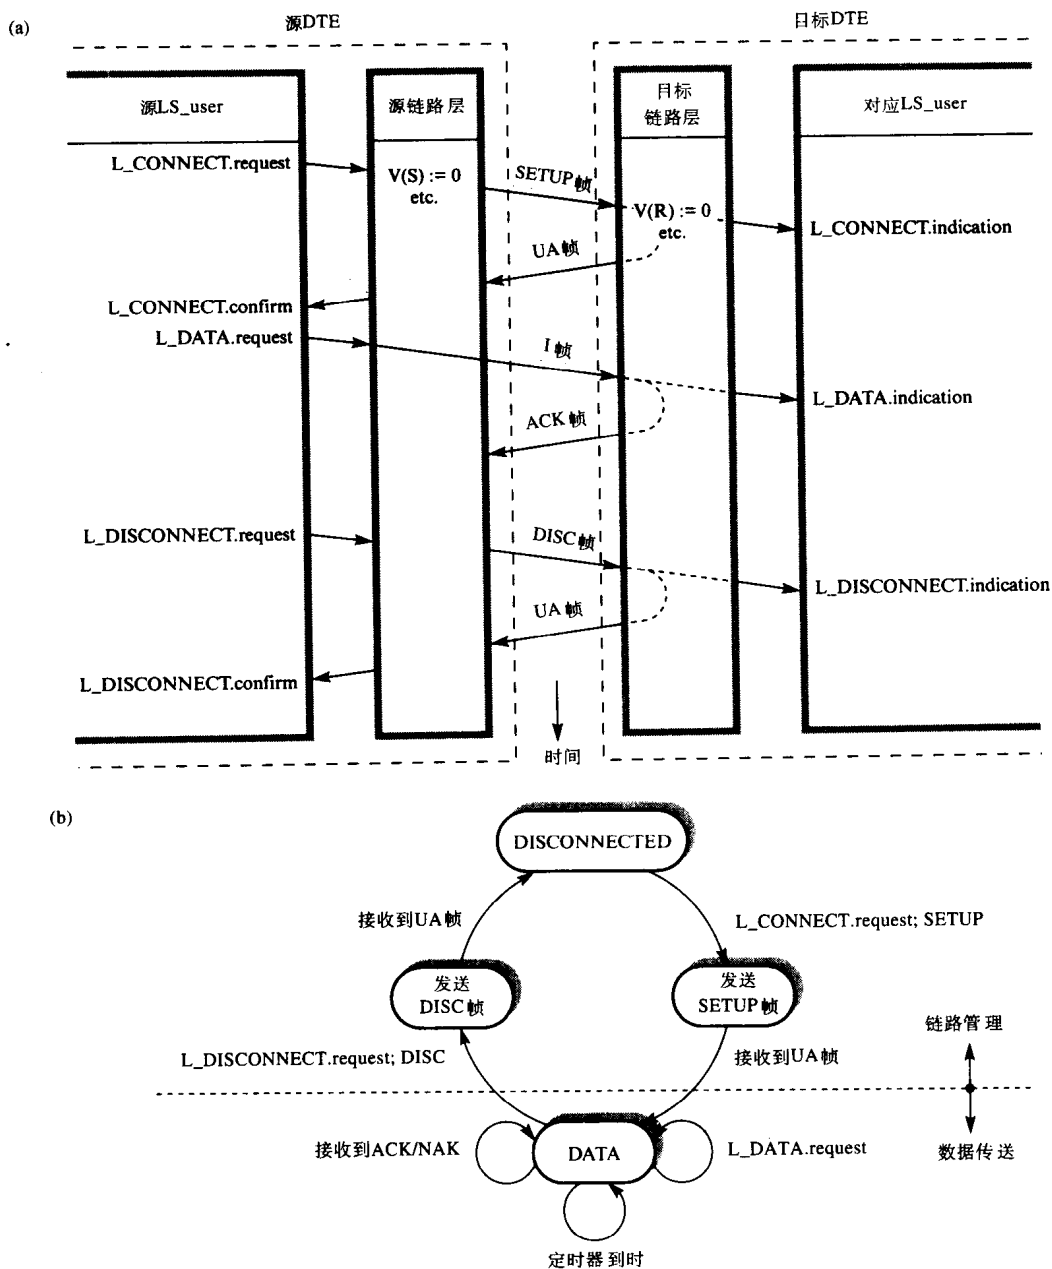 (a)
源DTE
目标DTE
源LS_user
源链路层
目标
链路层
对应LS_user
L_CONNECT.request
V(S) := 0
etc.
SETUP帧
V(R) := 0
etc.
L_CONNECT.indication
UA帧
L_CONNECT.confirm
L_DATA.request
I帧
L_DATA.indication
ACK帧
L_DISCONNECT.request
DISC帧
L_DISCONNECT.indication
UA帧
L_DISCONNECT.confirm
时间
(b)
DISCONNECTED
接收到UA帧
L_CONNECT.request; SETUP
发送
DISC帧
发送
SETUP帧
链路管理
L_DISCONNECT.request; DISC
接收到UA帧
接收到ACK/NAK
DATA
L_DATA.request
数据传送
定时器到时